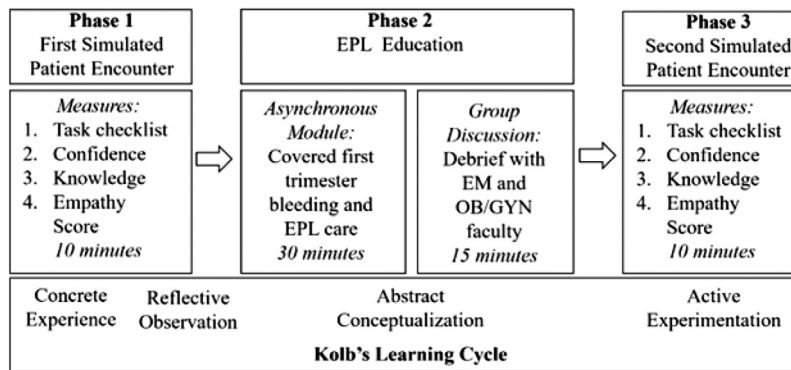 Phase 1
First Simulated
Patient Encounter
Phase 2
EPL Education
Phase 3
Second Simulated
Patient Encounter
Measures:
1. Task checklist
2. Confidence
3. Knowledge
4. Empathy
Score
10 minutes
Asynchronous
Module:
Covered first
trimester
bleeding and
EPL care
30 minutes
Group
Discussion:
Debrief with
EM and
OB/GYN
faculty
15 minutes
Measures:
1. Task checklist
2. Confidence
3. Knowledge
4. Empathy
Score
10 minutes
Concrete
Experience
Reflective
Observation
Abstract
Conceptualization
Active
Experimentation
Kolb's Learning Cycle